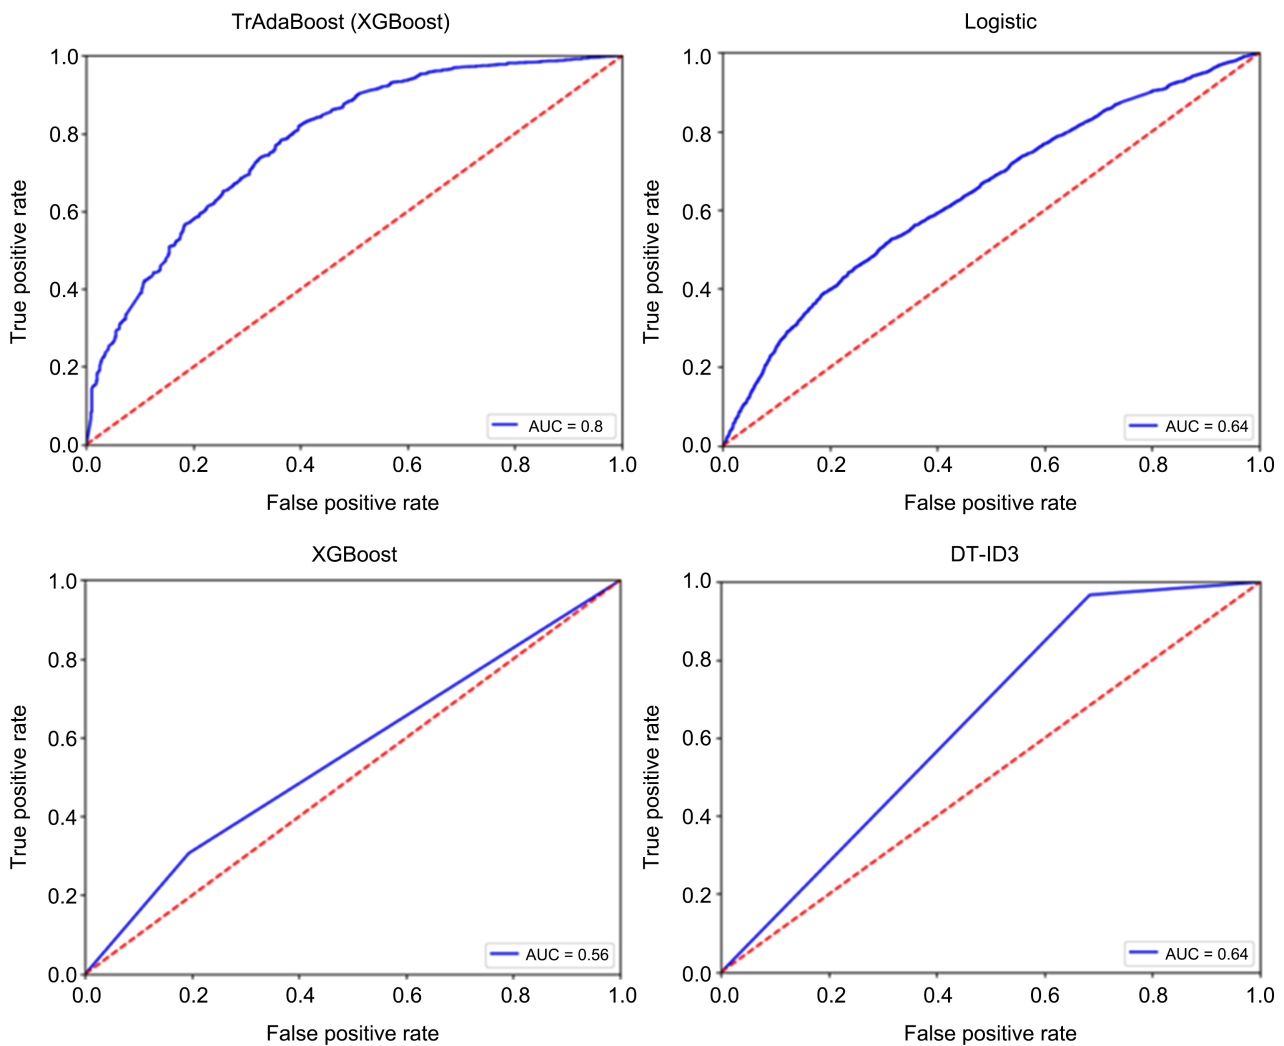 TrAdaBoost (XGBoost)
1.0
0.8
0.6
0.4
0.2
0.0
True positive rate
AUC = 0.8
0.0 0.2 0.4 0.6 0.8 1.0
False positive rate
Logistic
1.0
0.8
0.6
0.4
0.2
0.0
True positive rate
AUC = 0.64
0.0 0.2 0.4 0.6 0.8 1.0
False positive rate
XGBoost
1.0
0.8
0.6
0.4
0.2
0.0
True positive rate
AUC = 0.56
0.0 0.2 0.4 0.6 0.8 1.0
False positive rate
DT-ID3
1.0
0.8
0.6
0.4
0.2
0.0
True positive rate
AUC = 0.64
0.0 0.2 0.4 0.6 0.8 1.0
False positive rate